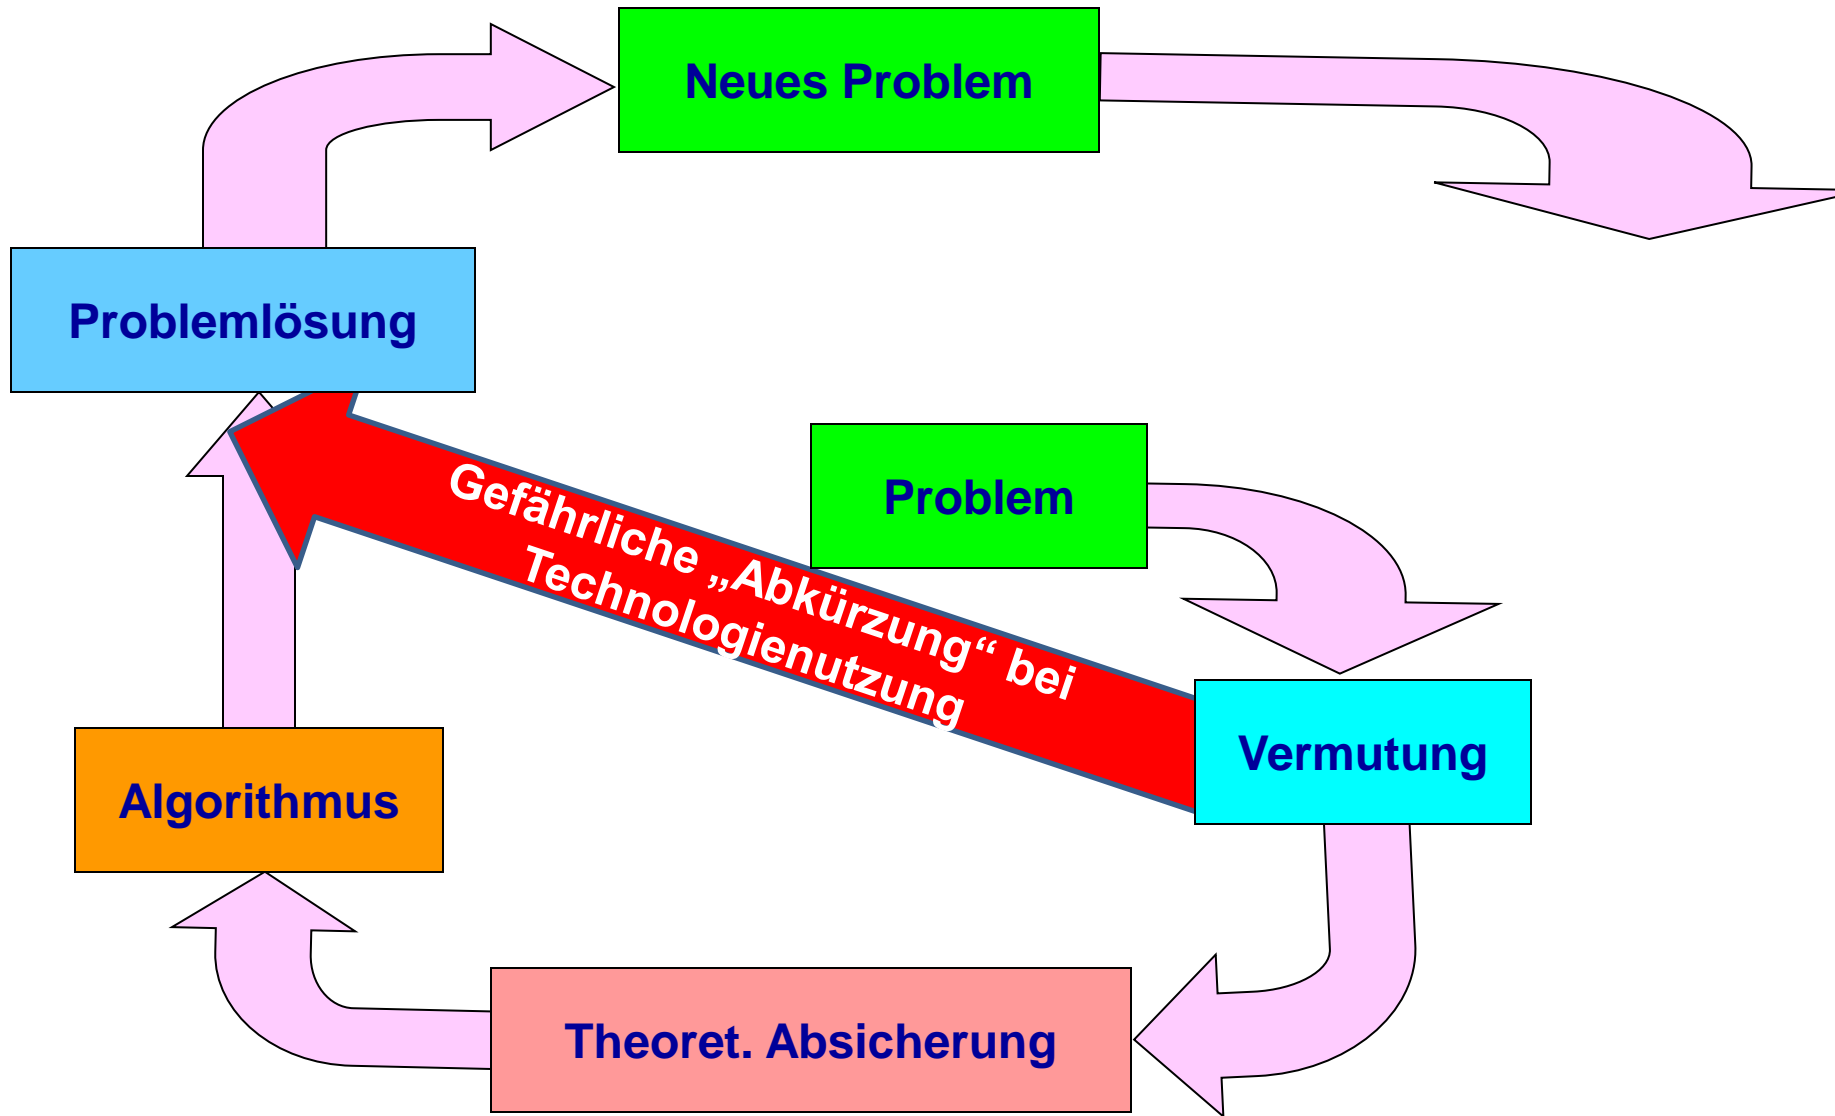 Neues Problem
Problemlösung
Problem
Gefährliche „Abkürzung“ bei
Technologienutzung
Vermutung
Algorithmus
Theoret. Absicherung